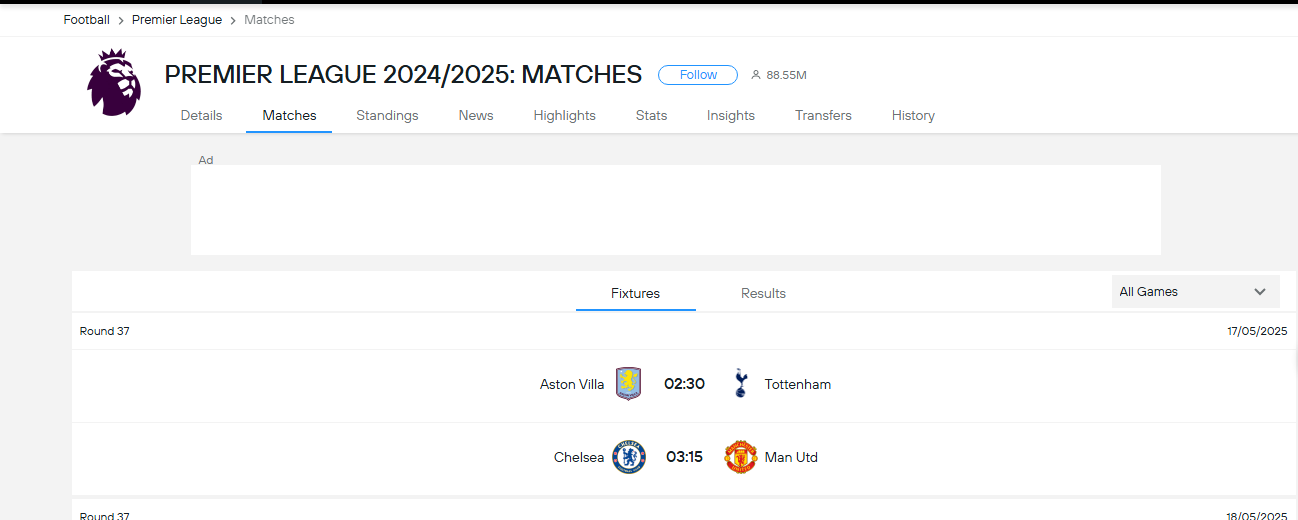 Football > Premier League > Matches
PREMIER LEAGUE 2024/2025: MATCHES Follow 88.55M
Details Matches Standings News Highlights Stats Insights Transfers History
Ad
Fixtures Results All Games
Round 37 17/05/2025
Aston Villa 02:30 Tottenham
Chelsea 03:15 Man Utd
Round 37 18/05/2025